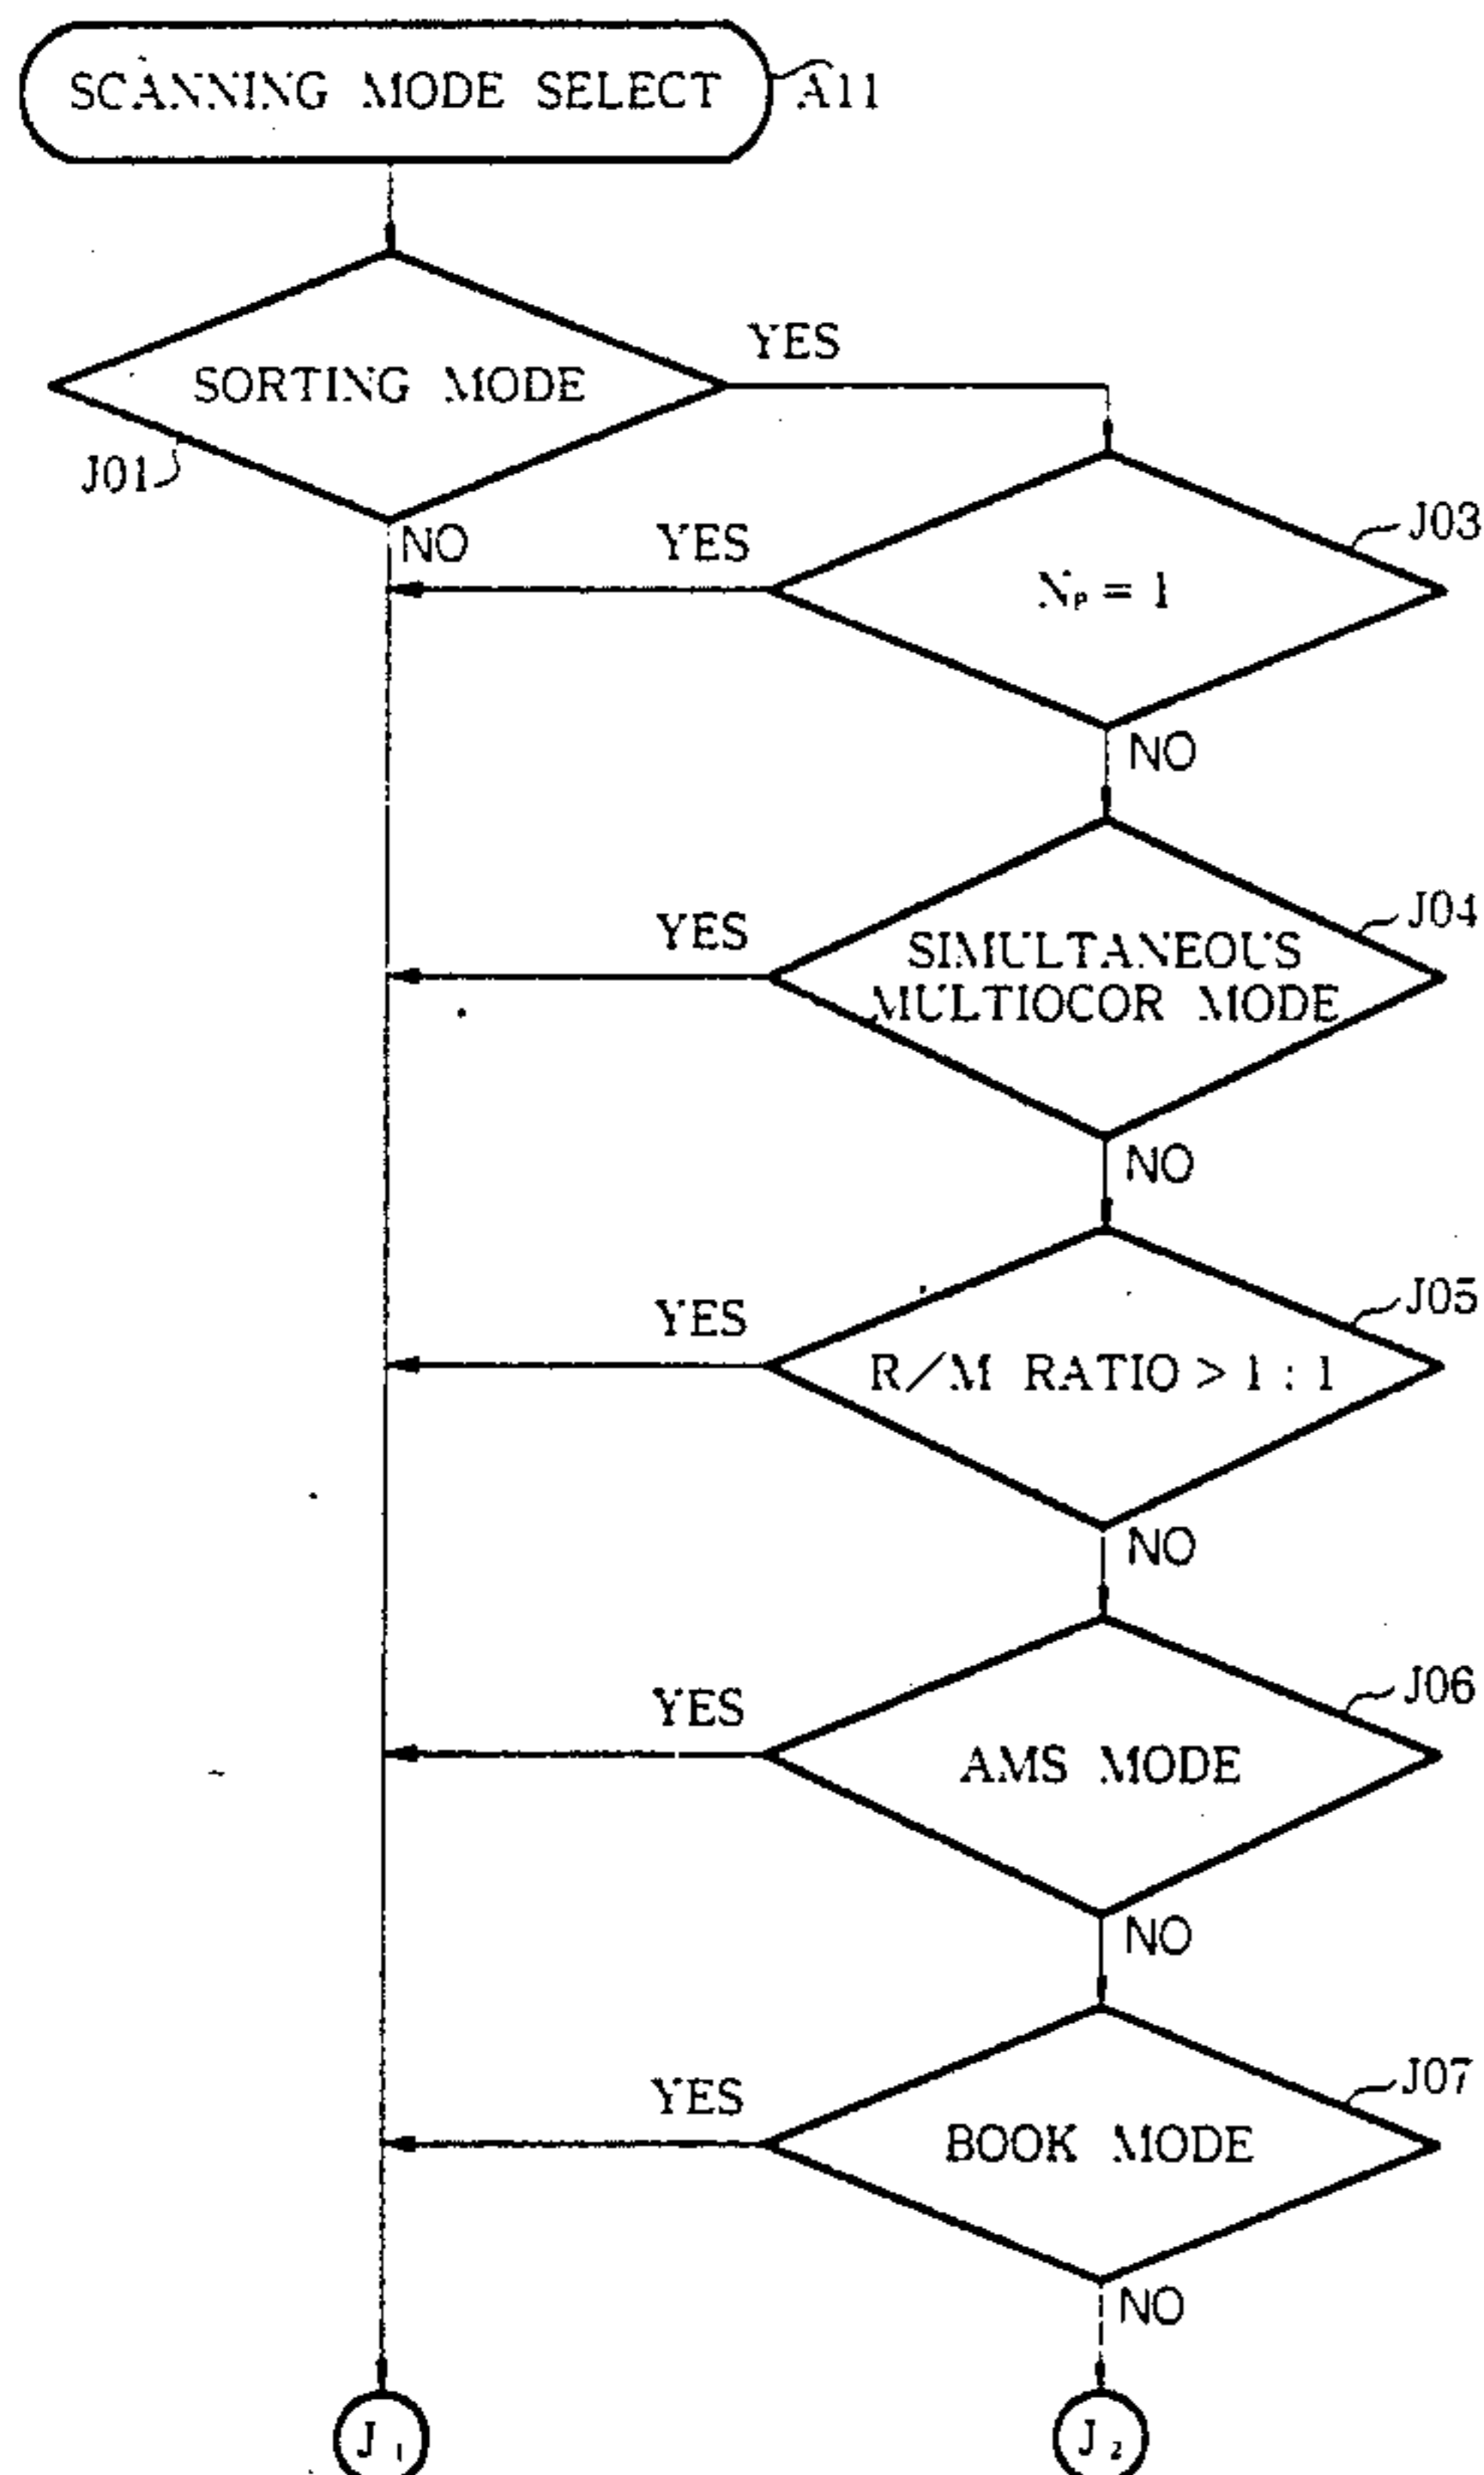 SCANNING MODE SELECT
A11
SORTING MODE
YES
J01
NO
YES
J03
Np = 1
NO
YES
J04
SIMULTANEOUS
MULTIOCOR MODE
NO
YES
J05
R/M RATIO > 1 : 1
NO
YES
J06
AMS MODE
NO
YES
J07
BOOK MODE
NO
J1
J2